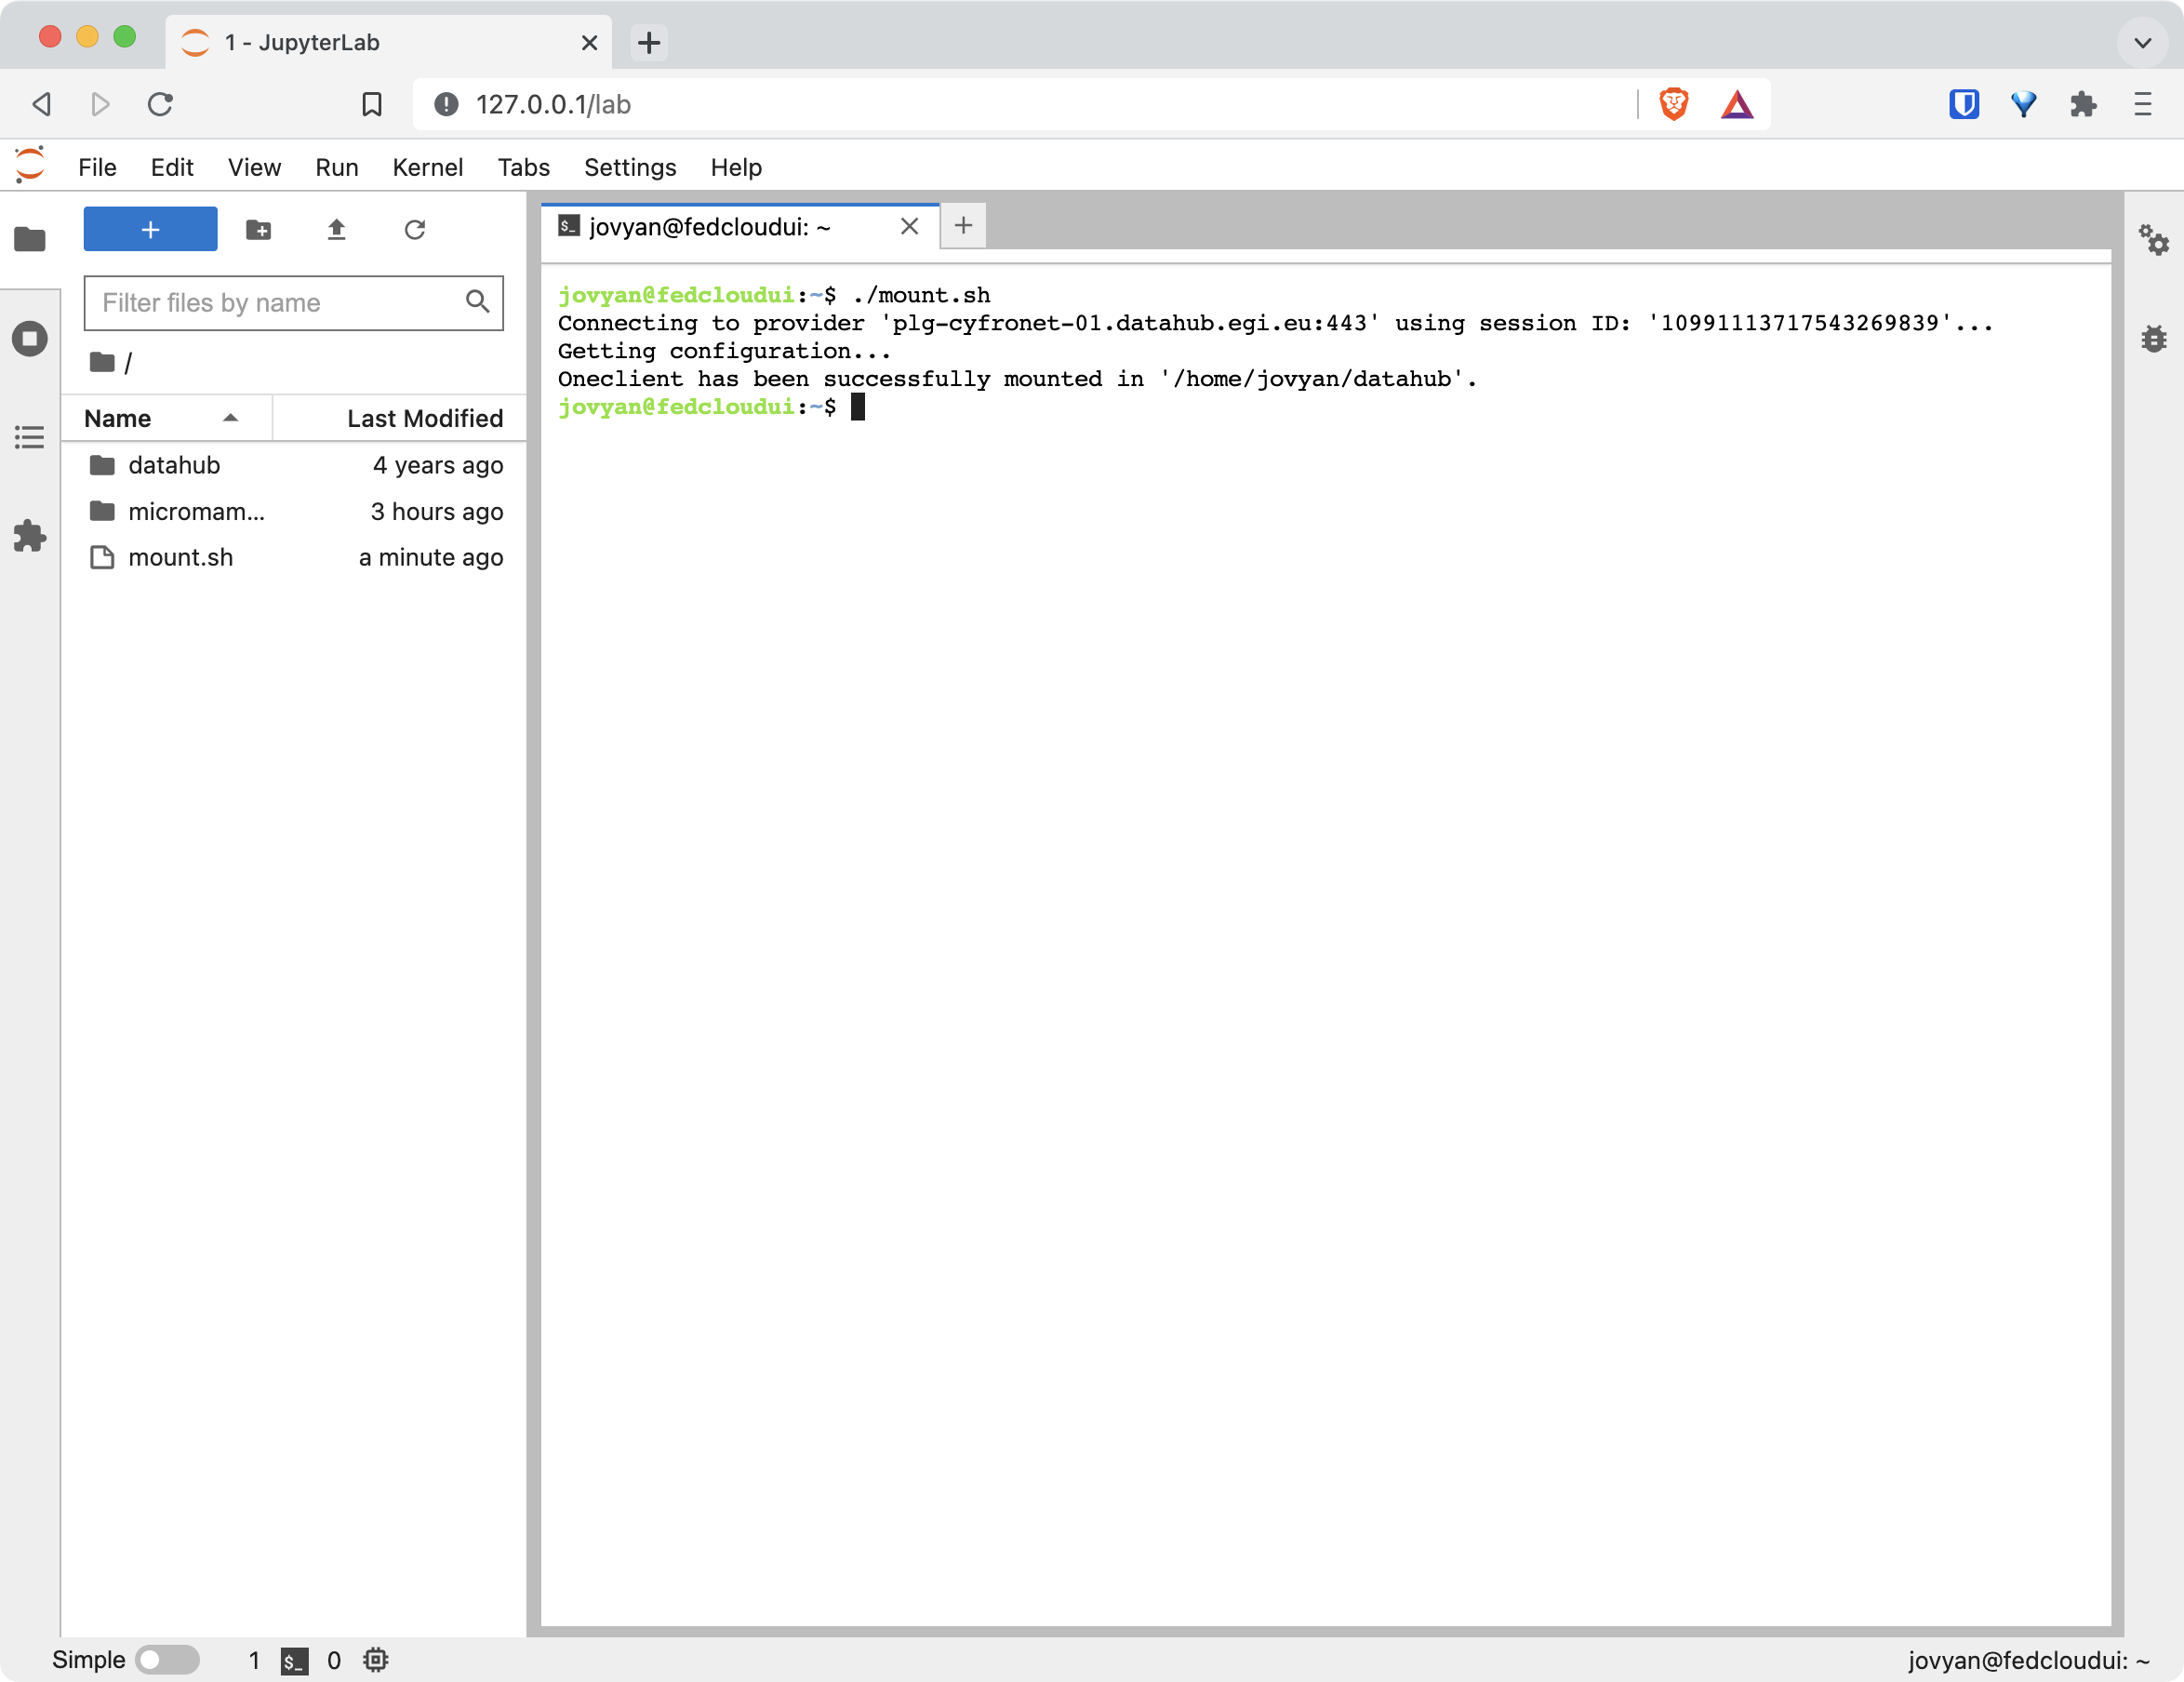 1 - JupyterLab
127.0.0.1/lab
File Edit View Run Kernel Tabs Settings Help
Filter files by name
/
Name Last Modified
datahub 4 years ago
micromam... 3 hours ago
mount.sh a minute ago
$_ jovyan@fedcloudui: ~
jovyan@fedcloudui:~$ ./mount.sh
Connecting to provider 'plg-cyfronet-01.datahub.egi.eu:443' using session ID: '10991113717543269839'...
Getting configuration...
Oneclient has been successfully mounted in '/home/jovyan/datahub'.
jovyan@fedcloudui:~$
Simple 1 $_ 0 jovyan@fedcloudui: ~